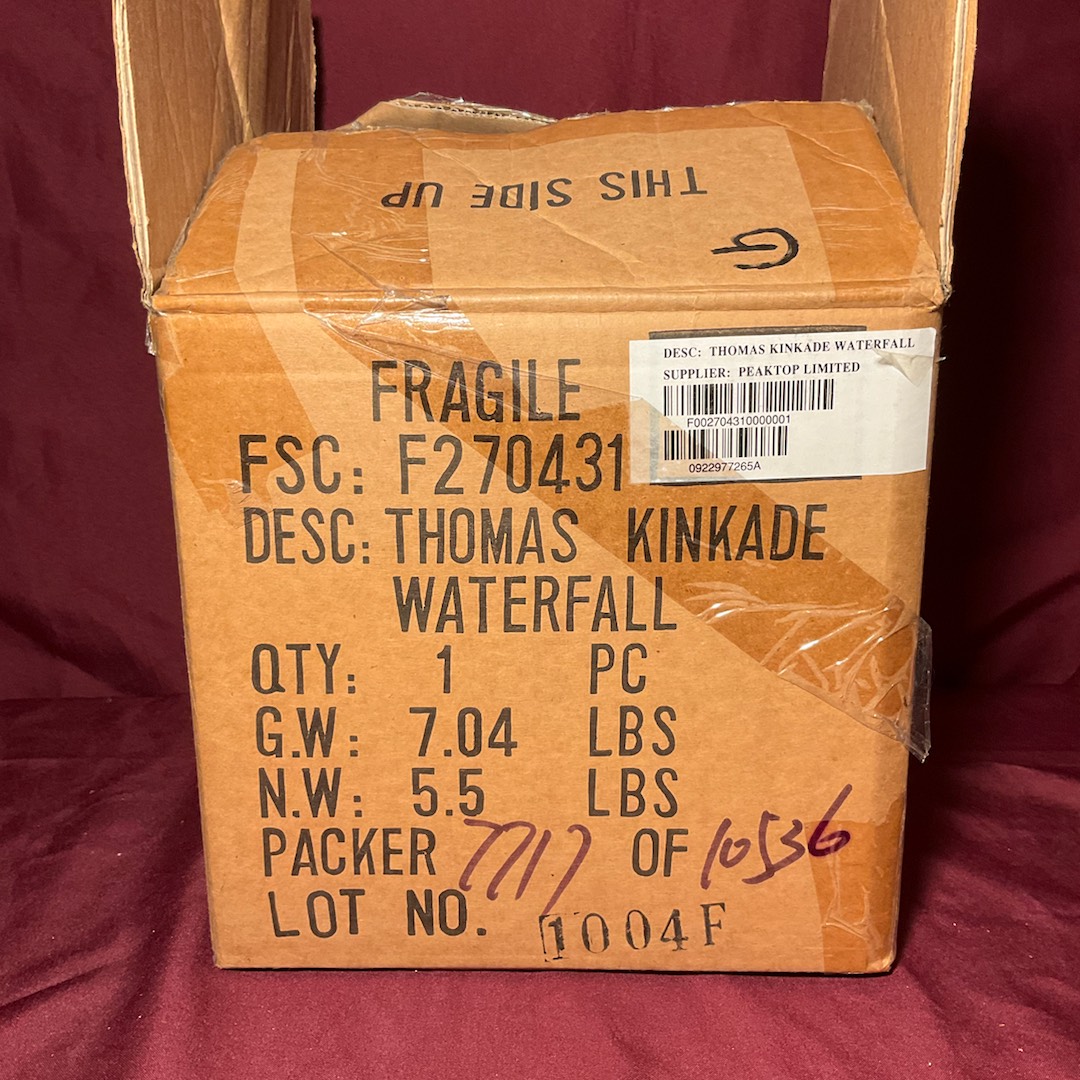 THIS SIDE UP
G
DESC: THOMAS KINKADE WATERFALL
SUPPLIER: PEAKTOP LIMITED
F002704310000001
0922977265A
FRAGILE
FSC: F270431
DESC: THOMAS KINKADE
WATERFALL
QTY: 1 PC
G.W: 7.04 LBS
N.W: 5.5 LBS
PACKER 7717 OF 10536
LOT NO. 1004F